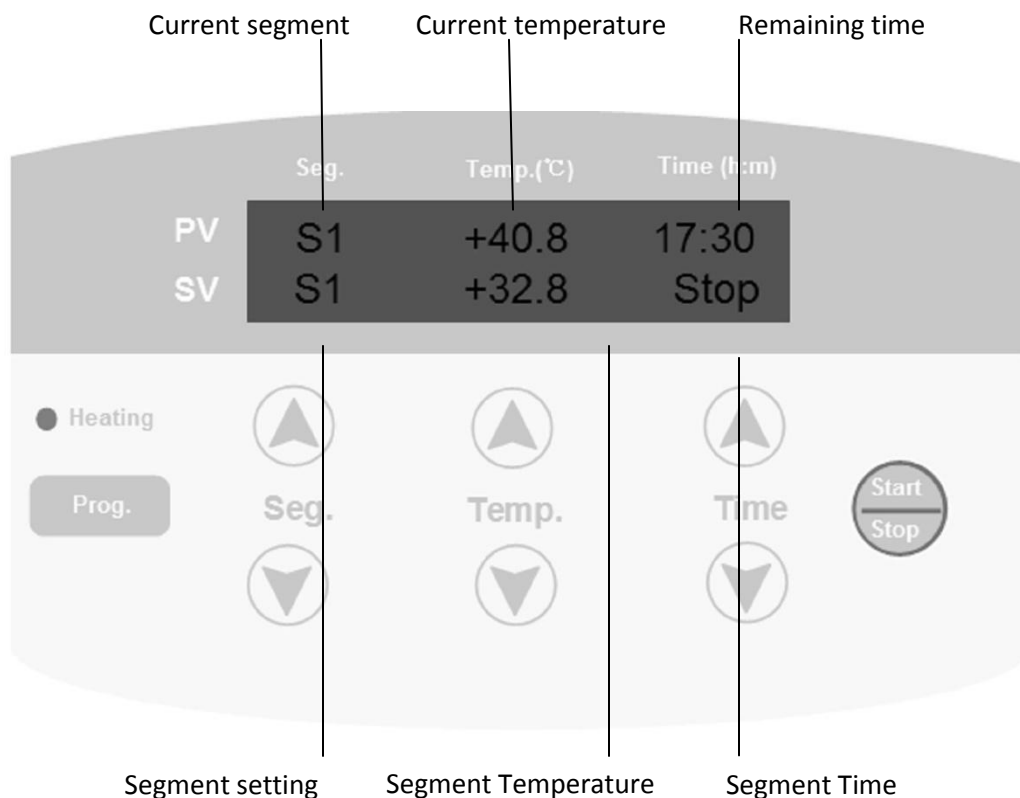 Current segment Current temperature Remaining time
Seg. Temp.(℃) Time (h:m)
PV S1 +40.8 17:30
SV S1 +32.8 Stop
Heating
Prog. Seg. Temp. Time Start
Stop
Segment setting Segment Temperature Segment Time